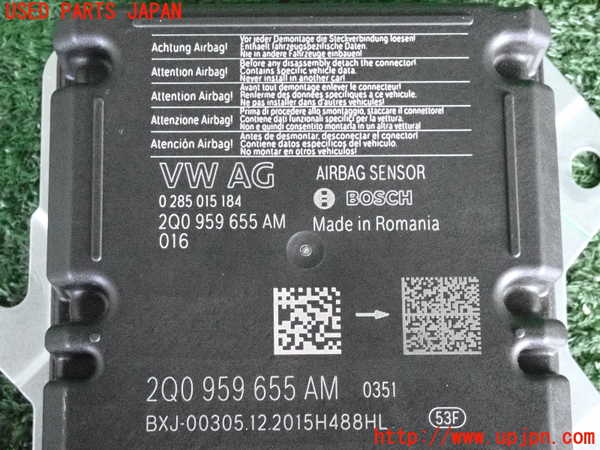 USED PARTS JAPAN
Achtung Airbag!
Vor jeder Demontage die Steckverbindung loesen!
Enthaelt fahrzeugspezifische Daten.
Nie in andere Fahrzeuge einbauen!
Attention Airbag!
Before any disassembly detach the connector!
Contains specific vehicle data.
Never install in another car!
Attention Airbag!
Avant tout demontage enlever le connecteur!
Renferme des données spécifiques a ce vehicule.
Ne pas installer dans d'autres vehicules!
Attenzione Airbag!
Prima di procedere allo smontaggio, staccare il connettore!
Contiene dati funzionali specifici per la vettura.
Non e quindi consentito montarla in un altra vettura!
Atención Airbag!
Antes de desmontar, desconectar el conector!
Contiene datos específicos del vehículo.
No montar en otros vehículos!
VW AG
AIRBAG SENSOR
0 285 015 184
BOSCH
2Q0 959 655 AM
Made in Romania
016
2Q0 959 655 AM 0351
BXJ-00305.12.2015H488HL 53F
http://www.upjpn.com